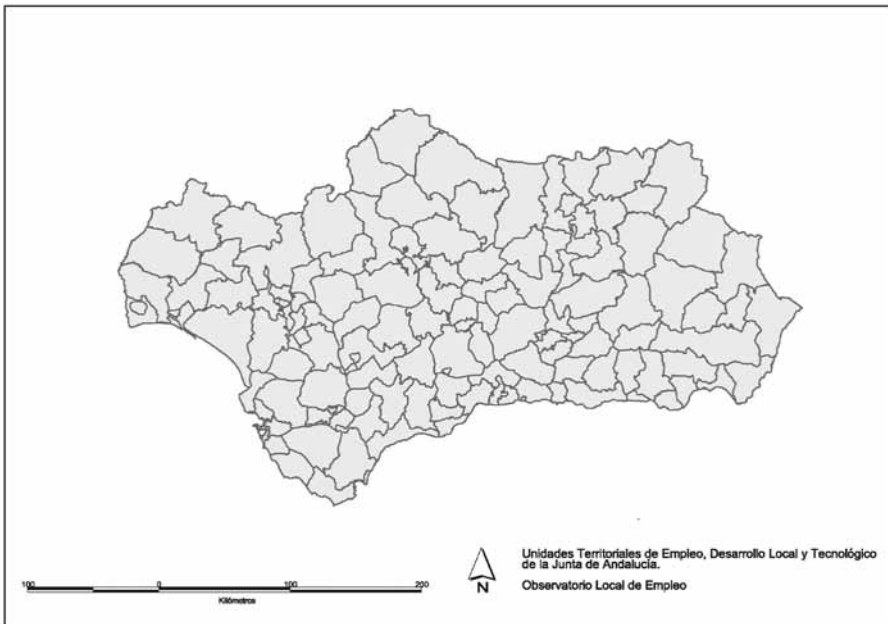 100 0 100 200
Kilómetros
N
Unidades Territoriales de Empleo, Desarrollo Local y Tecnológico
de la Junta de Andalucía.
Observatorio Local de Empleo